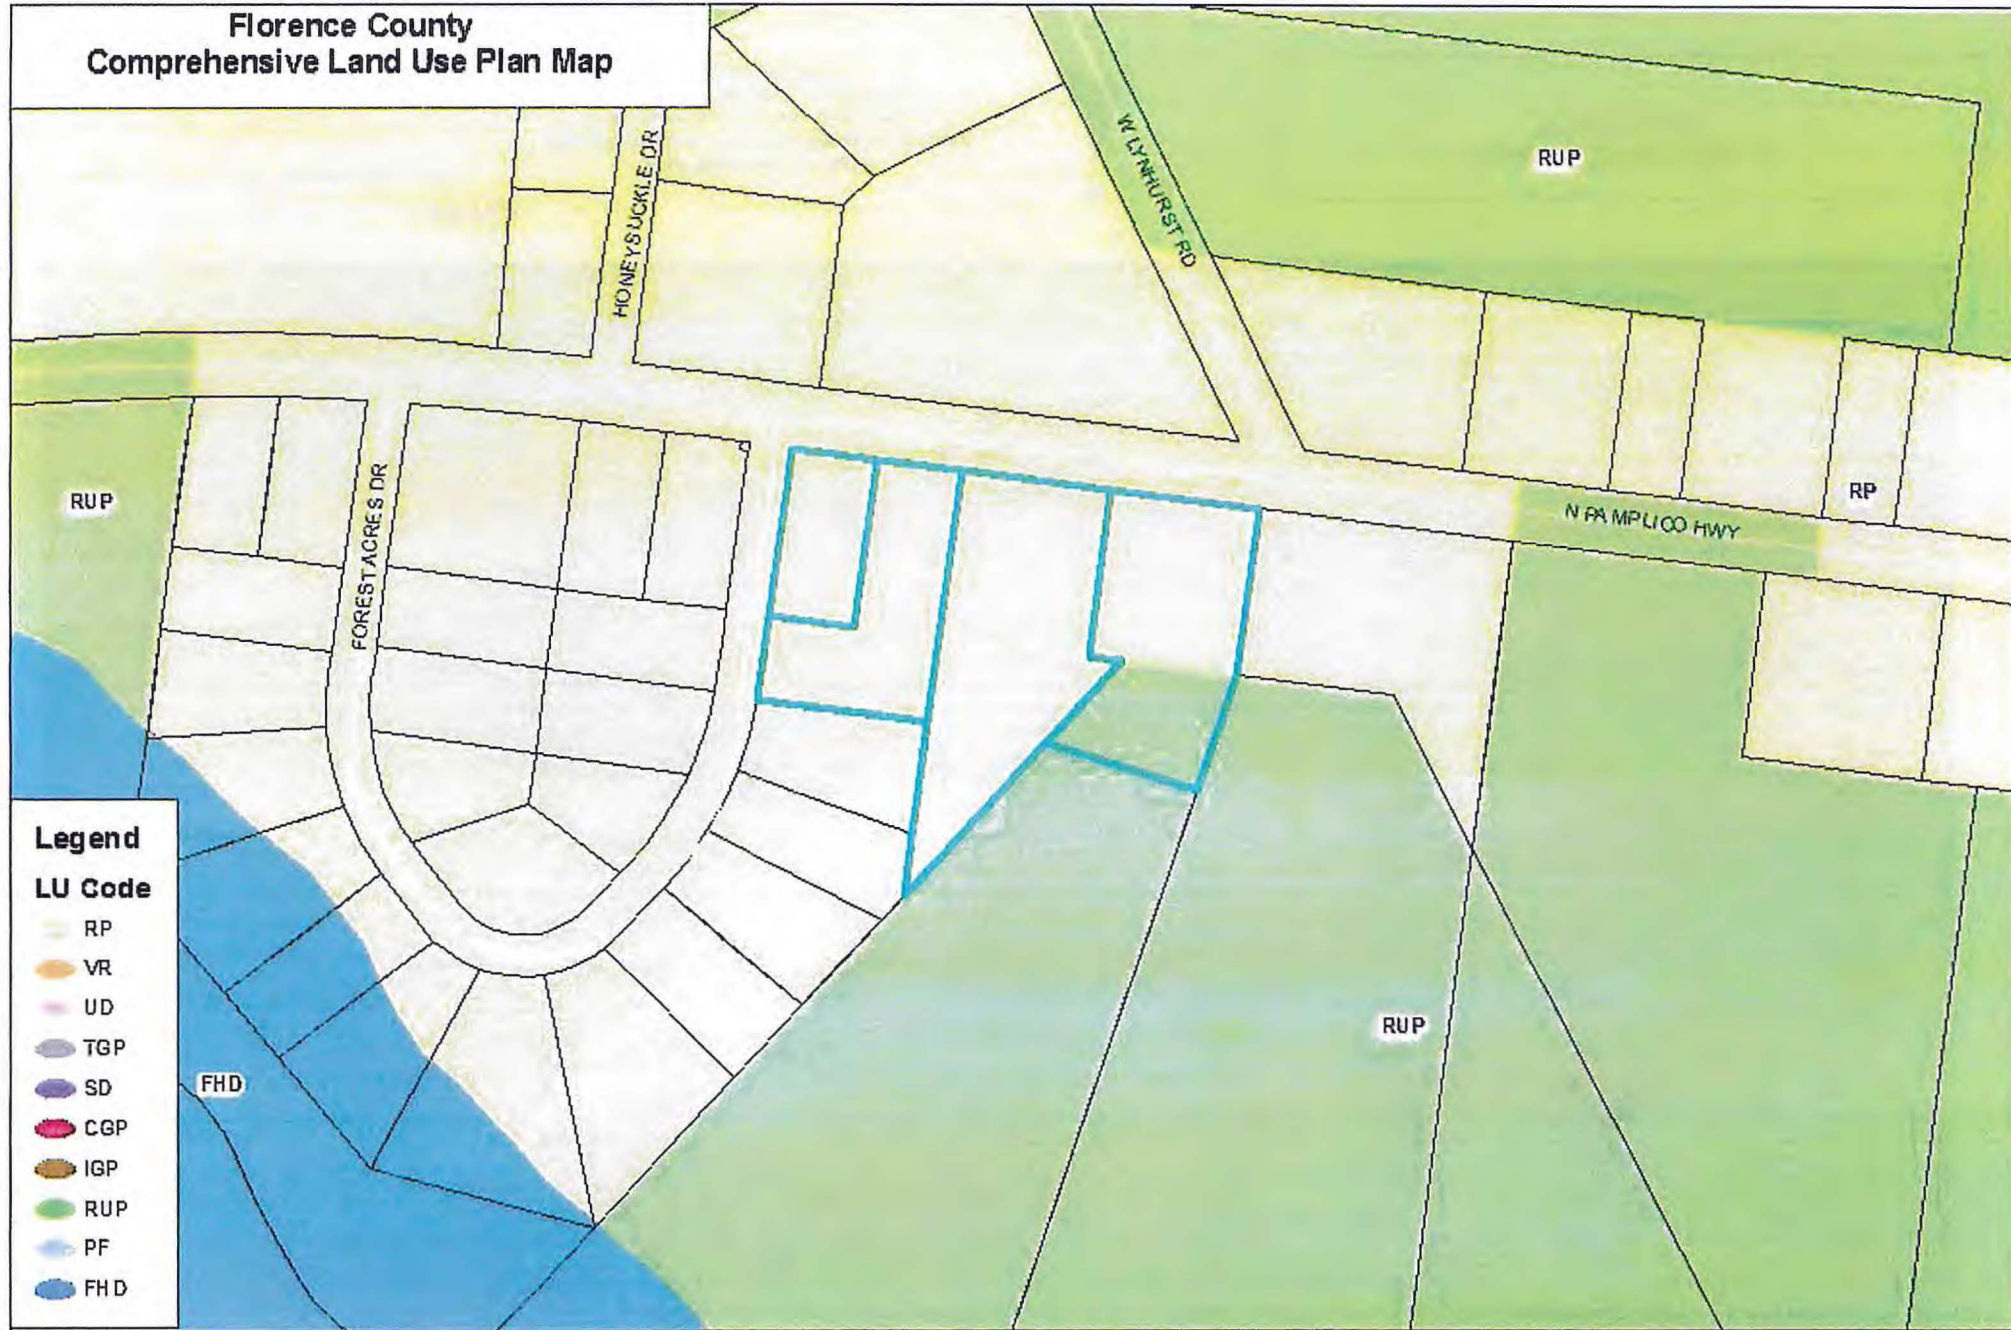 Florence County
Comprehensive Land Use Plan Map
HONEYSUCKLE DR
W LYNHURST RD
RUP
RUP
FOREST ACRES DR
RP
N PAMPLICO HWY
RUP
FHD
Legend
LU Code
RP
VR
UD
TGP
SD
CGP
IGP
RUP
PF
FHD